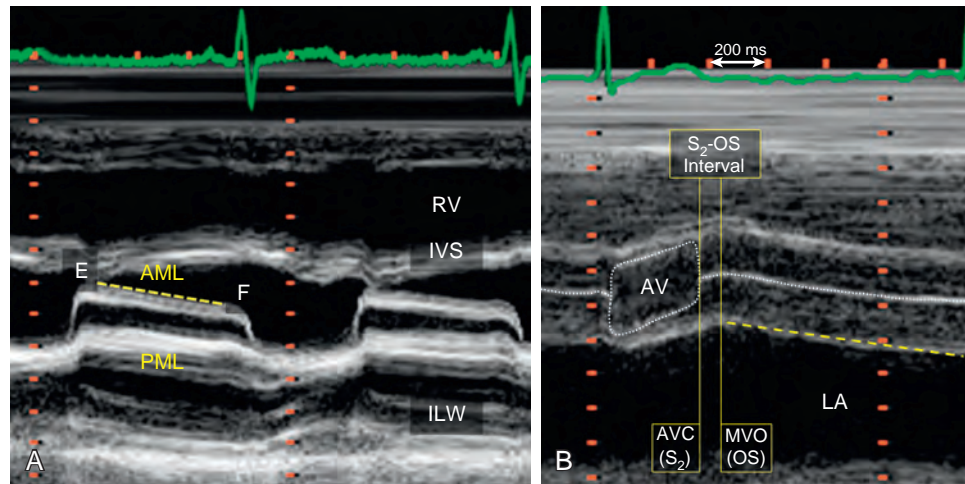 RV
IVS
E
AML
F
PML
ILW
A
200 ms
S₂-OS
Interval
AV
LA
AVC
(S₂)
MVO
(OS)
B